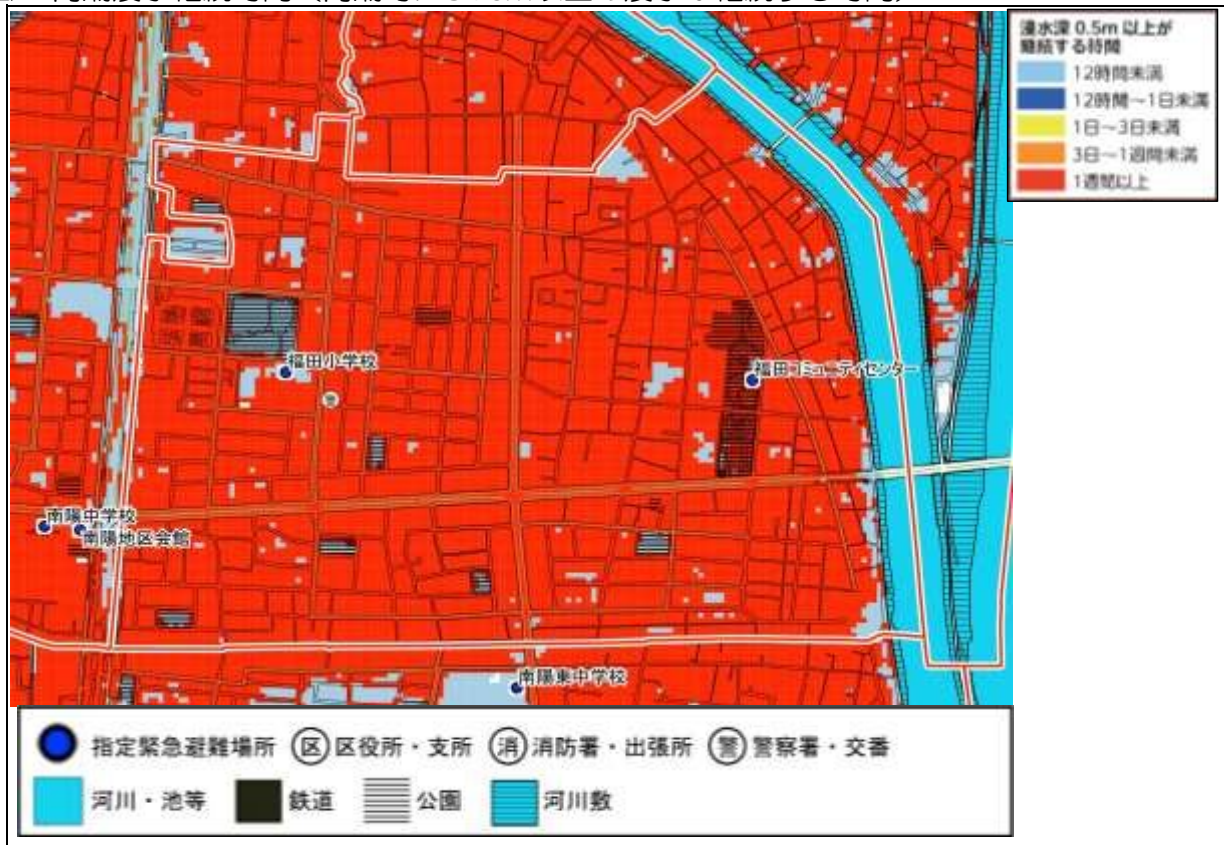 浸水深 0.5m 以上が
継続する時間
12時間未満
12時間～1日未満
1日～3日未満
3日～1週間未満
1週間以上
福田小学校
福田コミュニティセンター
警
南陽中学校
南陽地区会館
南陽東中学校
指定緊急避難場所 区 区役所・支所 消 消防署・出張所 警 警察署・交番
河川・池等 鉄道 公園 河川敷